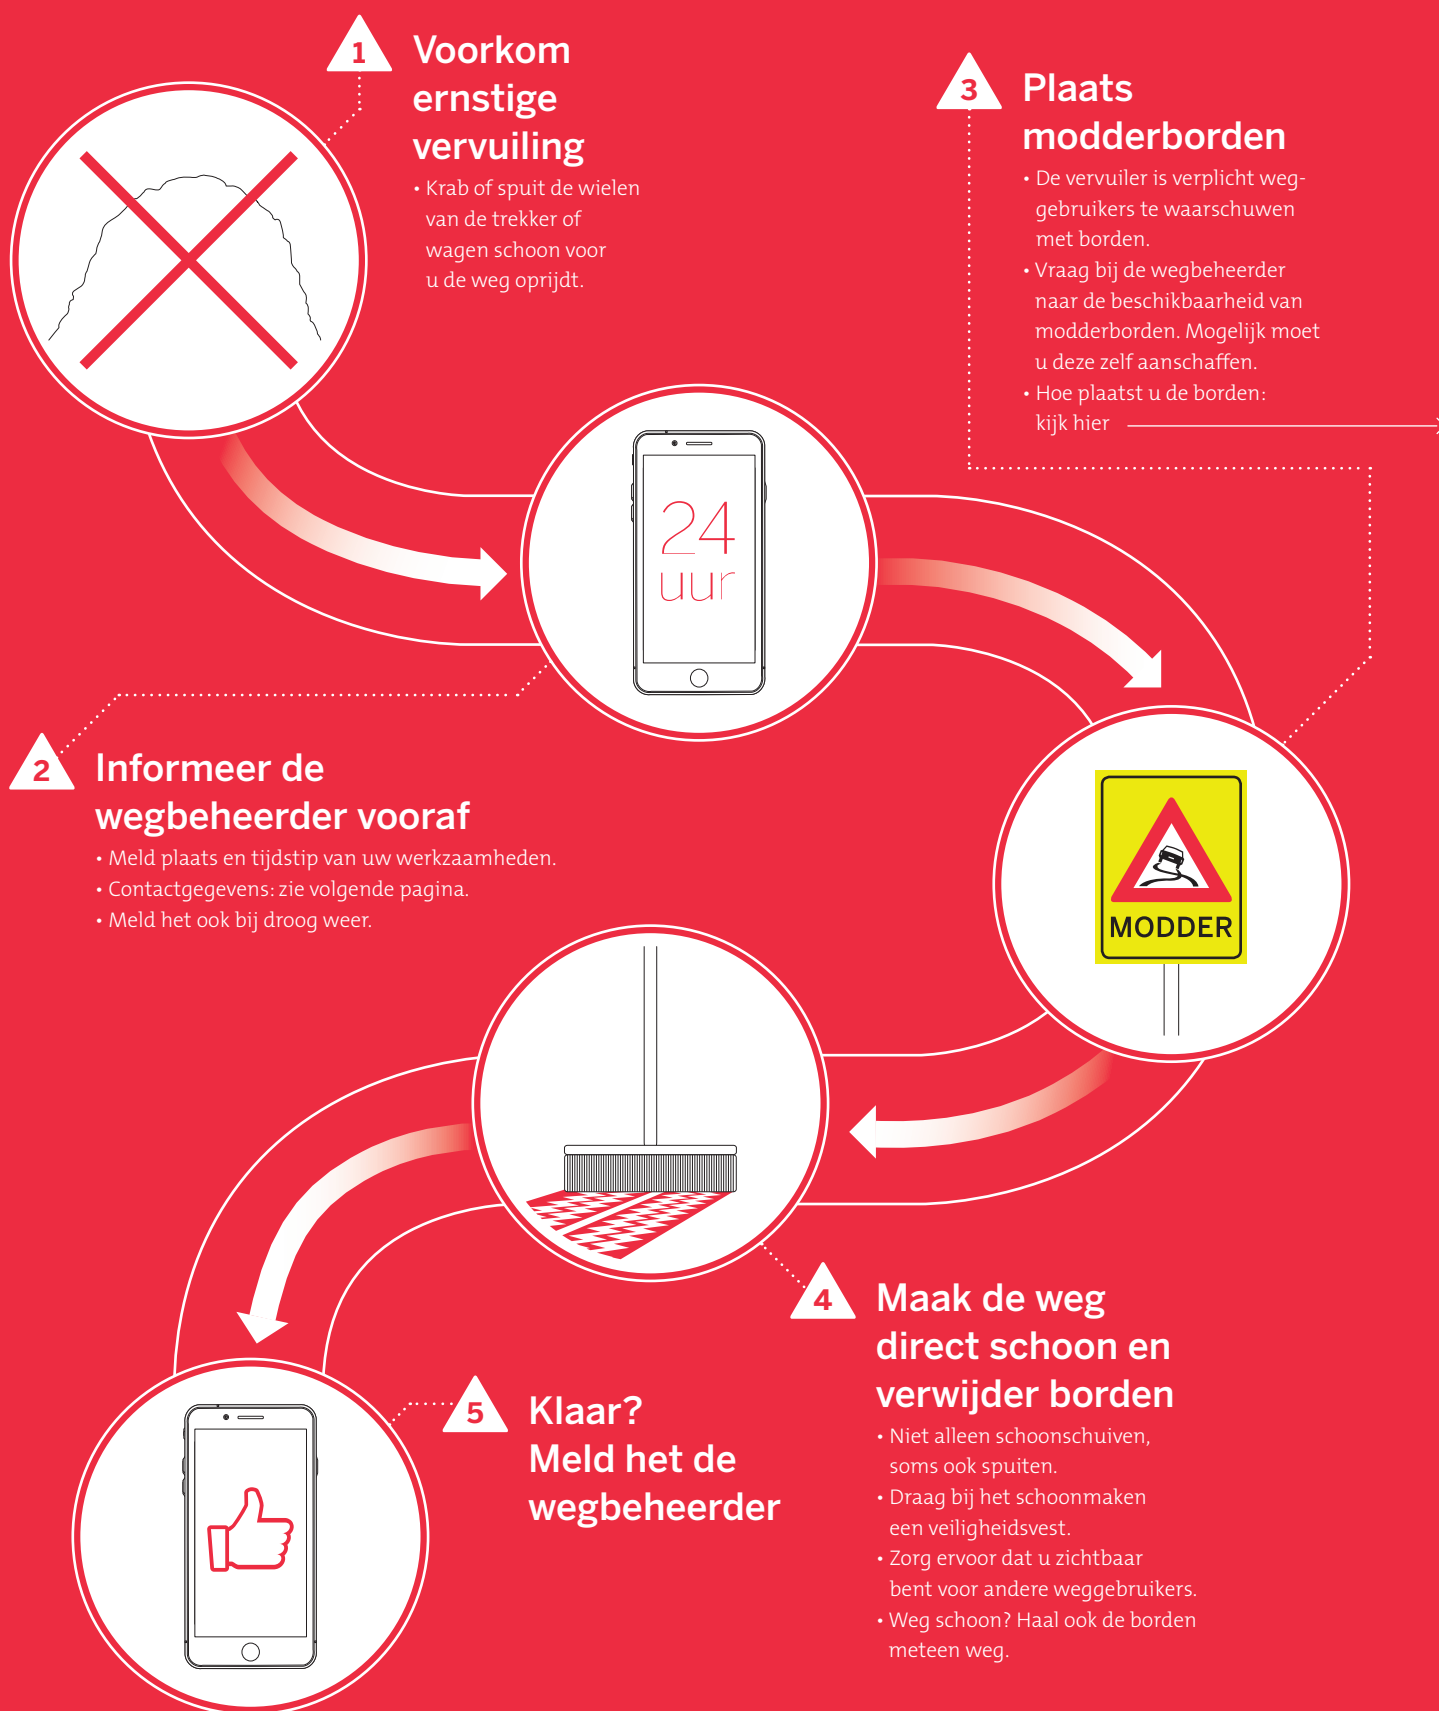 1
Voorkom
ernstige
vervuiling
• Krab of spuit de wielen
van de trekker of
wagen schoon voor
u de weg oprijdt.
24
uur
2
Informeer de
wegbeheerder vooraf
• Meld plaats en tijdstip van uw werkzaamheden.
• Contactgegevens: zie volgende pagina.
• Meld het ook bij droog weer.
3
Plaats
modderborden
• De vervuiler is verplicht weg-
gebruikers te waarschuwen
met borden.
• Vraag bij de wegbeheerder
naar de beschikbaarheid van
modderborden. Mogelijk moet
u deze zelf aanschaffen.
• Hoe plaatst u de borden:
kijk hier
MODDER
4
Maak de weg
direct schoon en
verwijder borden
• Niet alleen schoonschuiven,
soms ook spuiten.
• Draag bij het schoonmaken
een veiligheidsvest.
• Zorg ervoor dat u zichtbaar
bent voor andere weggebruikers.
• Weg schoon? Haal ook de borden
meteen weg.
5
Klaar?
Meld het de
wegbeheerder